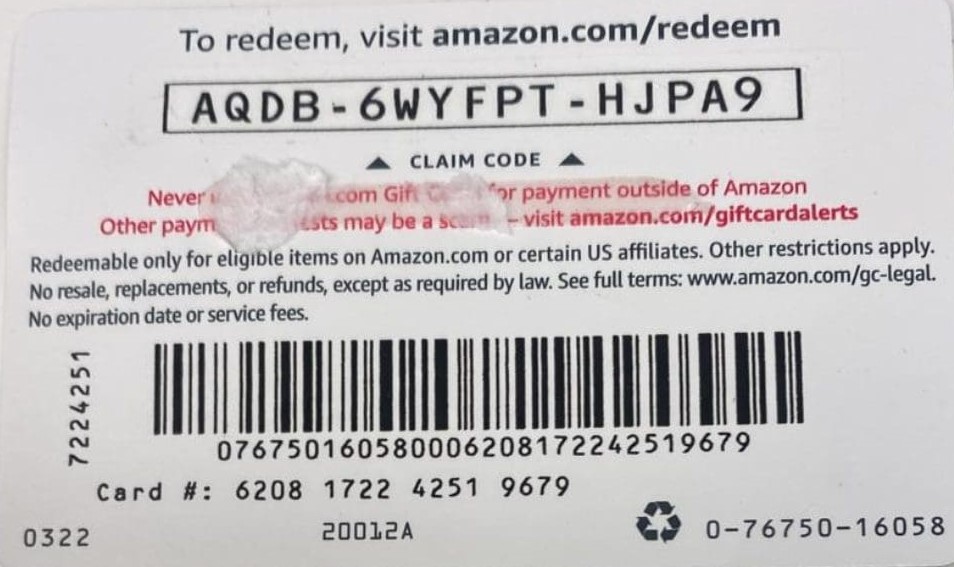 To redeem, visit amazon.com/redeem
AQDB-6WYFPT-HJPA9
▲ CLAIM CODE ▲
Never .com Gift for payment outside of Amazon
Other may be a – visit amazon.com/giftcardalerts
Redeemable only for eligible items on Amazon.com or certain US affiliates. Other restrictions apply.
No resale, replacements, or refunds, except as required by law. See full terms: www.amazon.com/gc-legal.
No expiration date or service fees.
7224251
076750160580006208172242519679
Card #: 6208 1722 4251 9679
0322
20012A
0-76750-16058